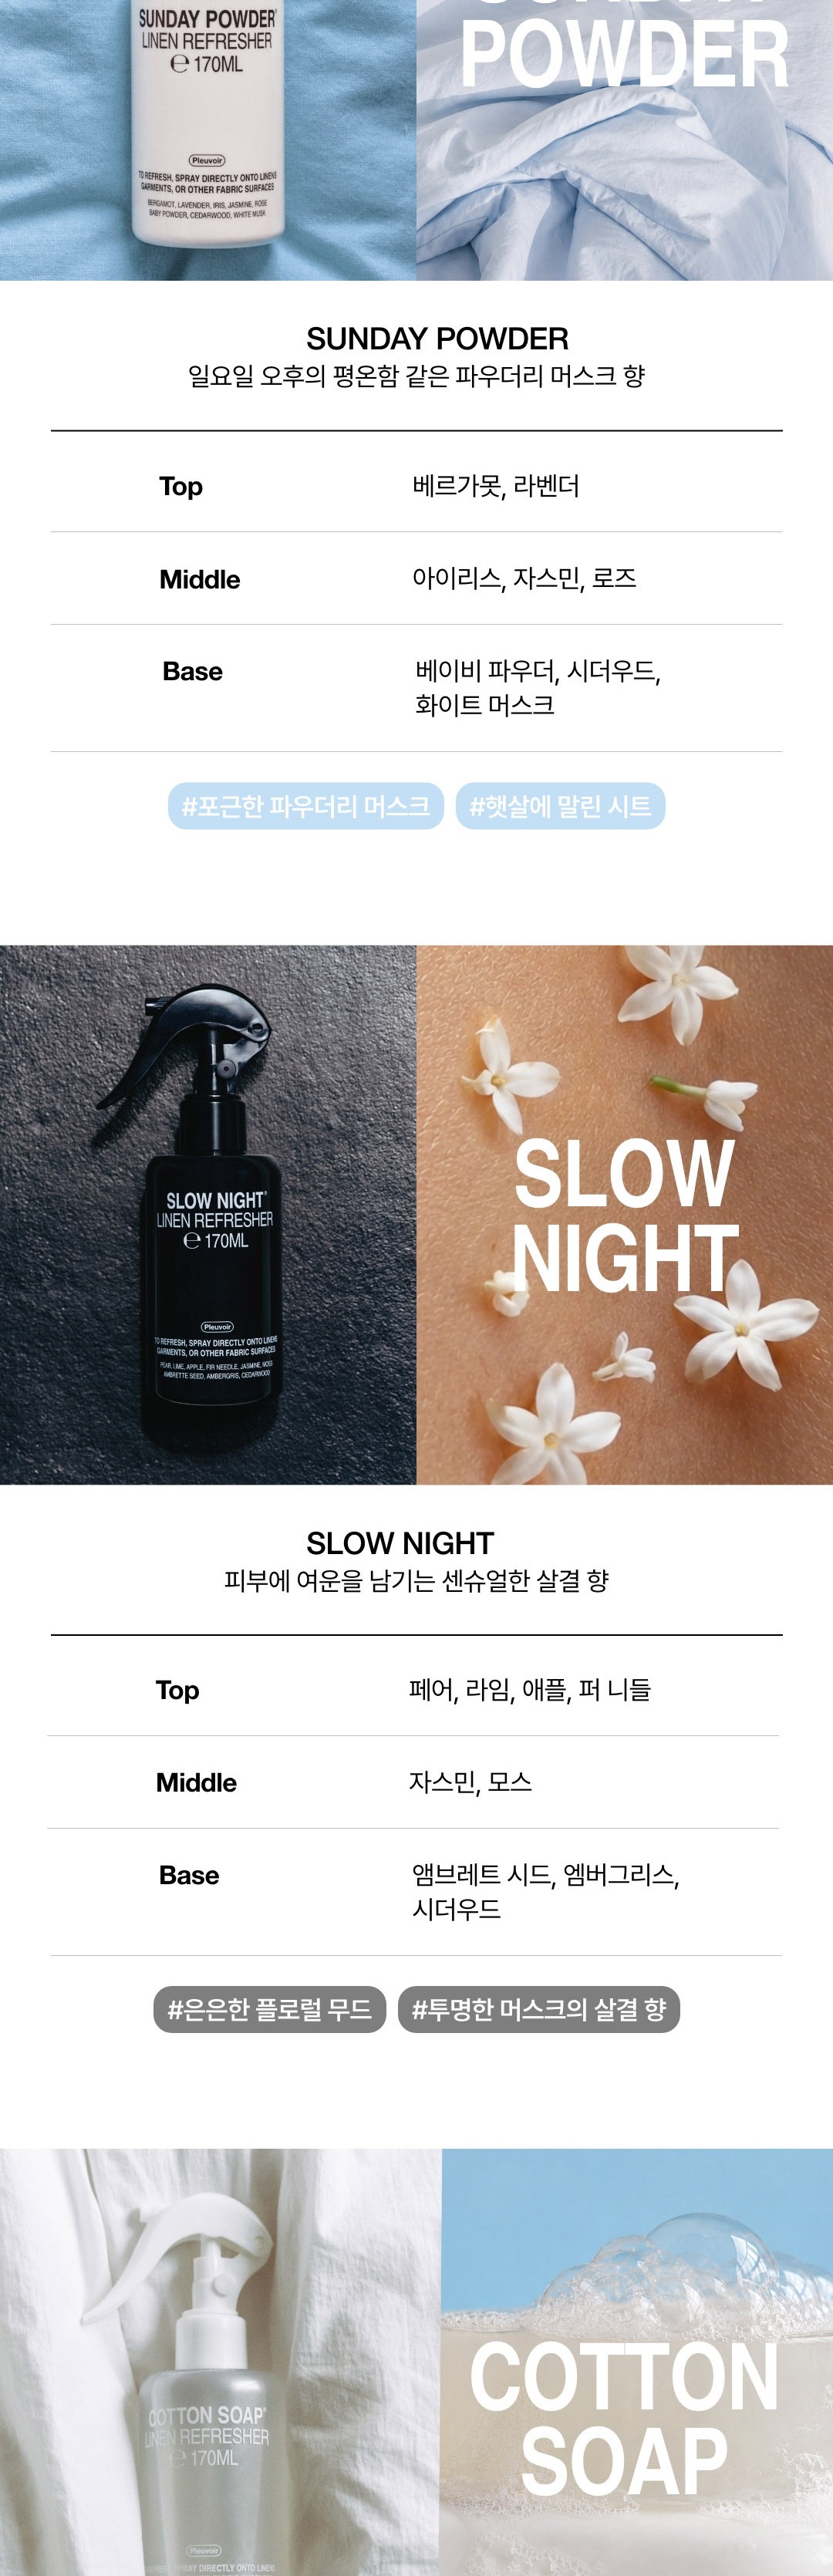 SUNDAY POWDER
LINEN REFRESHER
℮ 170ML
Pleuvoir
TO REFRESH, SPRAY DIRECTLY ONTO LINENS
GARMENTS, OR OTHER FABRIC SURFACES
BERGAMOT, LAVENDER, IRIS, JASMINE, ROSE
BABY POWDER, CEDARWOOD, WHITE MUSK
POWDER
SUNDAY POWDER
일요일 오후의 평온함 같은 파우더리 머스크 향
Top
베르가못, 라벤더
Middle
아이리스, 자스민, 로즈
Base
베이비 파우더, 시더우드,
화이트 머스크
#포근한 파우더리 머스크
#햇살에 말린 시트
SLOW NIGHT
LINEN REFRESHER
℮ 170ML
Pleuvoir
TO REFRESH, SPRAY DIRECTLY ONTO LINENS
GARMENTS, OR OTHER FABRIC SURFACES
PEAR, LIME, APPLE, FIR NEEDLE, JASMINE, MOSS
AMBRETTE SEED, AMBERGRIS, CEDARWOOD
SLOW
NIGHT
SLOW NIGHT
피부에 여운을 남기는 센슈얼한 살결 향
Top
페어, 라임, 애플, 퍼 니들
Middle
자스민, 모스
Base
앰브레트 시드, 엠버그리스,
시더우드
#은은한 플로럴 무드
#투명한 머스크의 살결 향
COTTON SOAP
LINEN REFRESHER
℮ 170ML
Pleuvoir
SPRAY DIRECTLY ONTO LINENS
COTTON
SOAP